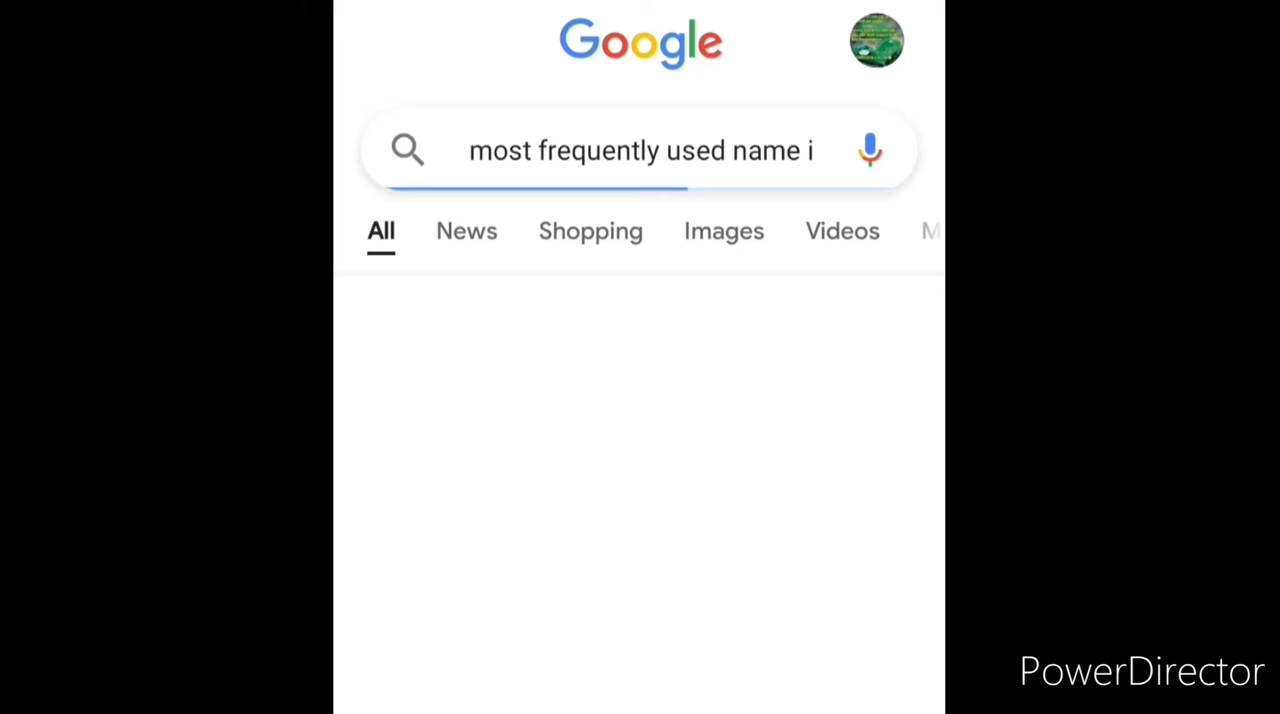 Google
most frequently used name i
All News Shopping Images Videos M
PowerDirector